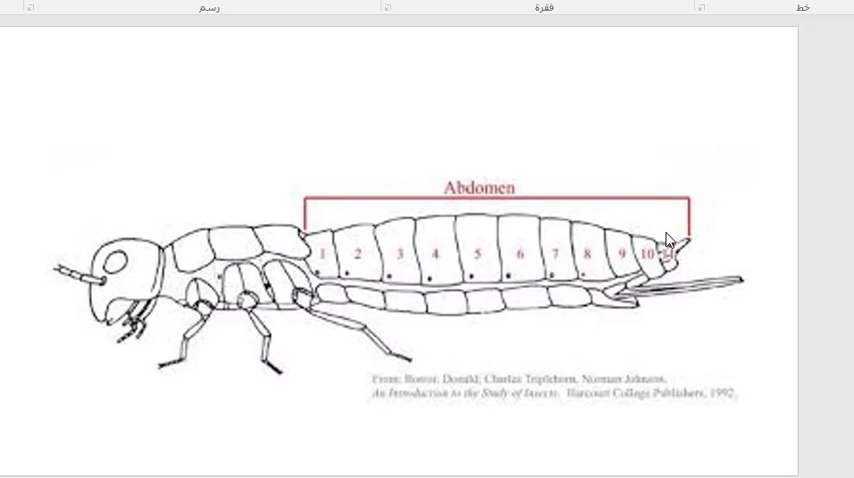 خط
فقرة
رسم
Abdomen
1 2 3 4 5 6 7 8 9 10 11
From: Borror, Donald; Charles Triplehorn, Norman Johnson.
An Introduction to the Study of Insects. Harcourt College Publishers, 1992.